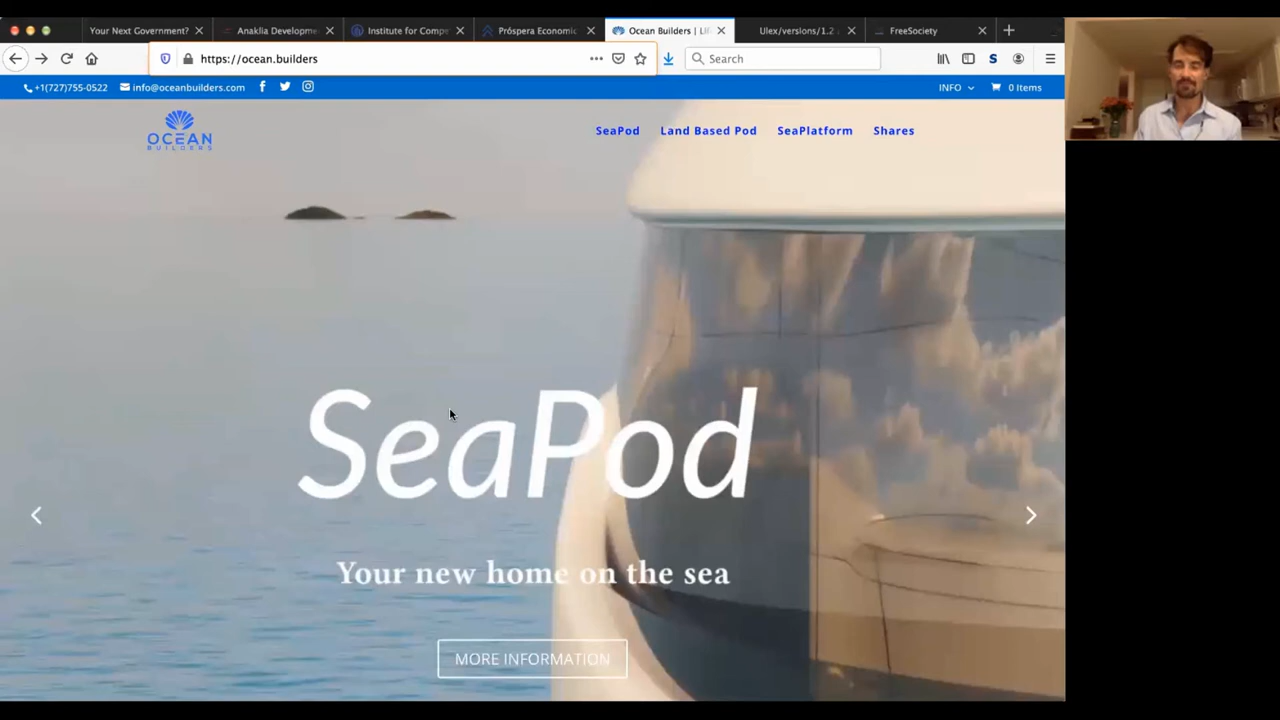 Your Next Government?
Anaklia Developme
Institute for Compe
Próspera Economic
Ocean Builders | LI
Ulex/versions/1.2
FreeSociety
https://ocean.builders
Search
S
+1(727)755-0522
info@oceanbuilders.com
INFO
0 Items
OCEAN
BUILDERS
SeaPod
Land Based Pod
SeaPlatform
Shares
SeaPod
Your new home on the sea
MORE INFORMATION